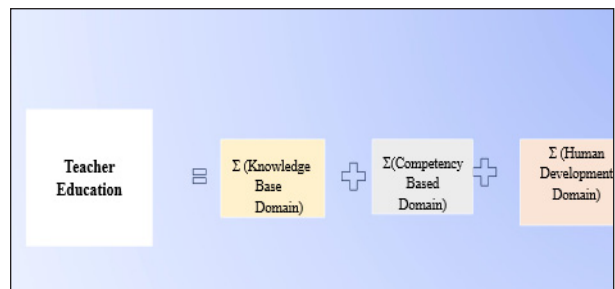 Teacher
Education
=
Σ (Knowledge
Base
Domain)
+
Σ(Competency
Based
Domain)
+
Σ (Human
Development
Domain)